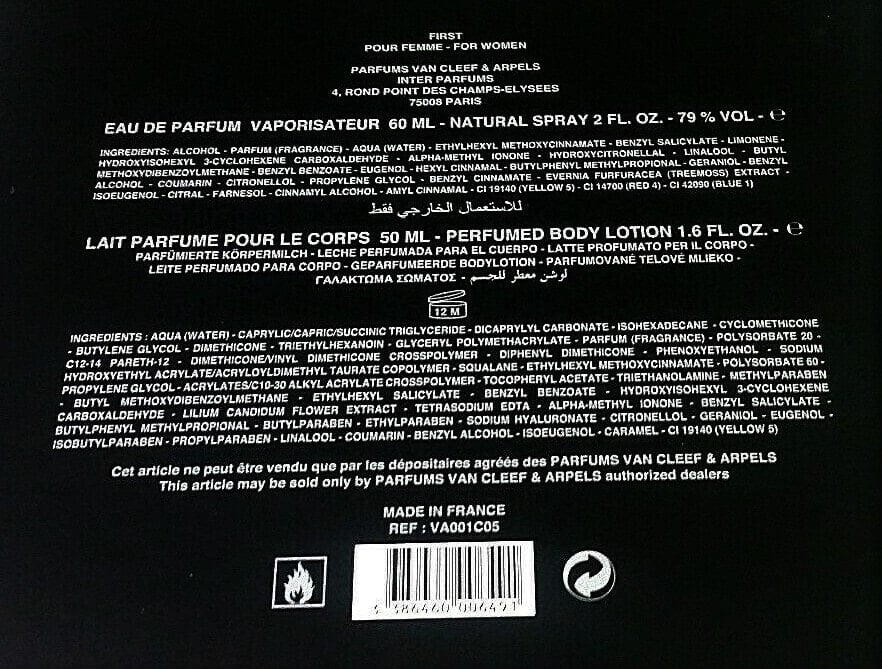 FIRST
POUR FEMME - FOR WOMEN
PARFUMS VAN CLEEF & ARPELS
INTER PARFUMS
4, ROND POINT DES CHAMPS-ELYSEES
75008 PARIS
EAU DE PARFUM VAPORISATEUR 60 ML - NATURAL SPRAY 2 FL. OZ. - 79 % VOL - ℮
INGREDIENTS: ALCOHOL - PARFUM (FRAGRANCE) - AQUA (WATER) - ETHYLHEXYL METHOXYCINNAMATE - BENZYL SALICYLATE - LIMONENE -
HYDROXYISOHEXYL 3-CYCLOHEXENE CARBOXALDEHYDE - ALPHA-METHYL IONONE - HYDROXYCITRONELLAL - LINALOOL - BUTYL
METHOXYDIBENZOYLMETHANE - BENZYL BENZOATE - EUGENOL - HEXYL CINNAMAL - BUTYLPHENYL METHYLPROPIONAL - GERANIOL - BENZYL
ALCOHOL - COUMARIN - CITRONELLOL - PROPYLENE GLYCOL - BENZYL CINNAMATE - EVERNIA FURFURACEA (TREEMOSS) EXTRACT -
ISOEUGENOL - CITRAL - FARNESOL - CINNAMYL ALCOHOL - AMYL CINNAMAL - CI 19140 (YELLOW 5) - CI 14700 (RED 4) - CI 42090 (BLUE 1)
للاستعمال الخارجي فقط
LAIT PARFUME POUR LE CORPS 50 ML - PERFUMED BODY LOTION 1.6 FL. OZ. - ℮
PARFÜMIERTE KÖRPERMILCH - LECHE PERFUMADA PARA EL CUERPO - LATTE PROFUMATO PER IL CORPO -
LEITE PERFUMADO PARA CORPO - GEPARFUMEERDE BODYLOTION - PARFUMOVANÉ TELOVÉ MLIEKO -
ΓΑΛΑΚΤΩΜΑ ΣΩΜΑΤΟΣ - لوشن معطر للجسم
12 M
INGREDIENTS : AQUA (WATER) - CAPRYLIC/CAPRIC/SUCCINIC TRIGLYCERIDE - DICAPRYLYL CARBONATE - ISOHEXADECANE - CYCLOMETHICONE
- BUTYLENE GLYCOL - DIMETHICONE - TRIETHYLHEXANOIN - GLYCERYL POLYMETHACRYLATE - PARFUM (FRAGRANCE) - POLYSORBATE 20 -
C12-14 PARETH-12 - DIMETHICONE/VINYL DIMETHICONE CROSSPOLYMER - DIPHENYL DIMETHICONE - PHENOXYETHANOL - SODIUM
HYDROXYETHYL ACRYLATE/ACRYLOYLDIMETHYL TAURATE COPOLYMER - SQUALANE - ETHYLHEXYL METHOXYCINNAMATE - POLYSORBATE 60 -
PROPYLENE GLYCOL - ACRYLATES/C10-30 ALKYL ACRYLATE CROSSPOLYMER - TOCOPHERYL ACETATE - TRIETHANOLAMINE - METHYLPARABEN
- BUTYL METHOXYDIBENZOYLMETHANE - ETHYLHEXYL SALICYLATE - BENZYL BENZOATE - HYDROXYISOHEXYL 3-CYCLOHEXENE
CARBOXALDEHYDE - LILIUM CANDIDUM FLOWER EXTRACT - TETRASODIUM EDTA - ALPHA-METHYL IONONE - BENZYL SALICYLATE -
BUTYLPHENYL METHYLPROPIONAL - BUTYLPARABEN - ETHYLPARABEN - SODIUM HYALURONATE - CITRONELLOL - GERANIOL - EUGENOL -
ISOBUTYLPARABEN - PROPYLPARABEN - LINALOOL - COUMARIN - BENZYL ALCOHOL - ISOEUGENOL - CARAMEL - CI 19140 (YELLOW 5)
Cet article ne peut être vendu que par les dépositaires agréés des PARFUMS VAN CLEEF & ARPELS
This article may be sold only by PARFUMS VAN CLEEF & ARPELS authorized dealers
MADE IN FRANCE
REF : VA001C05
3 386460 006491